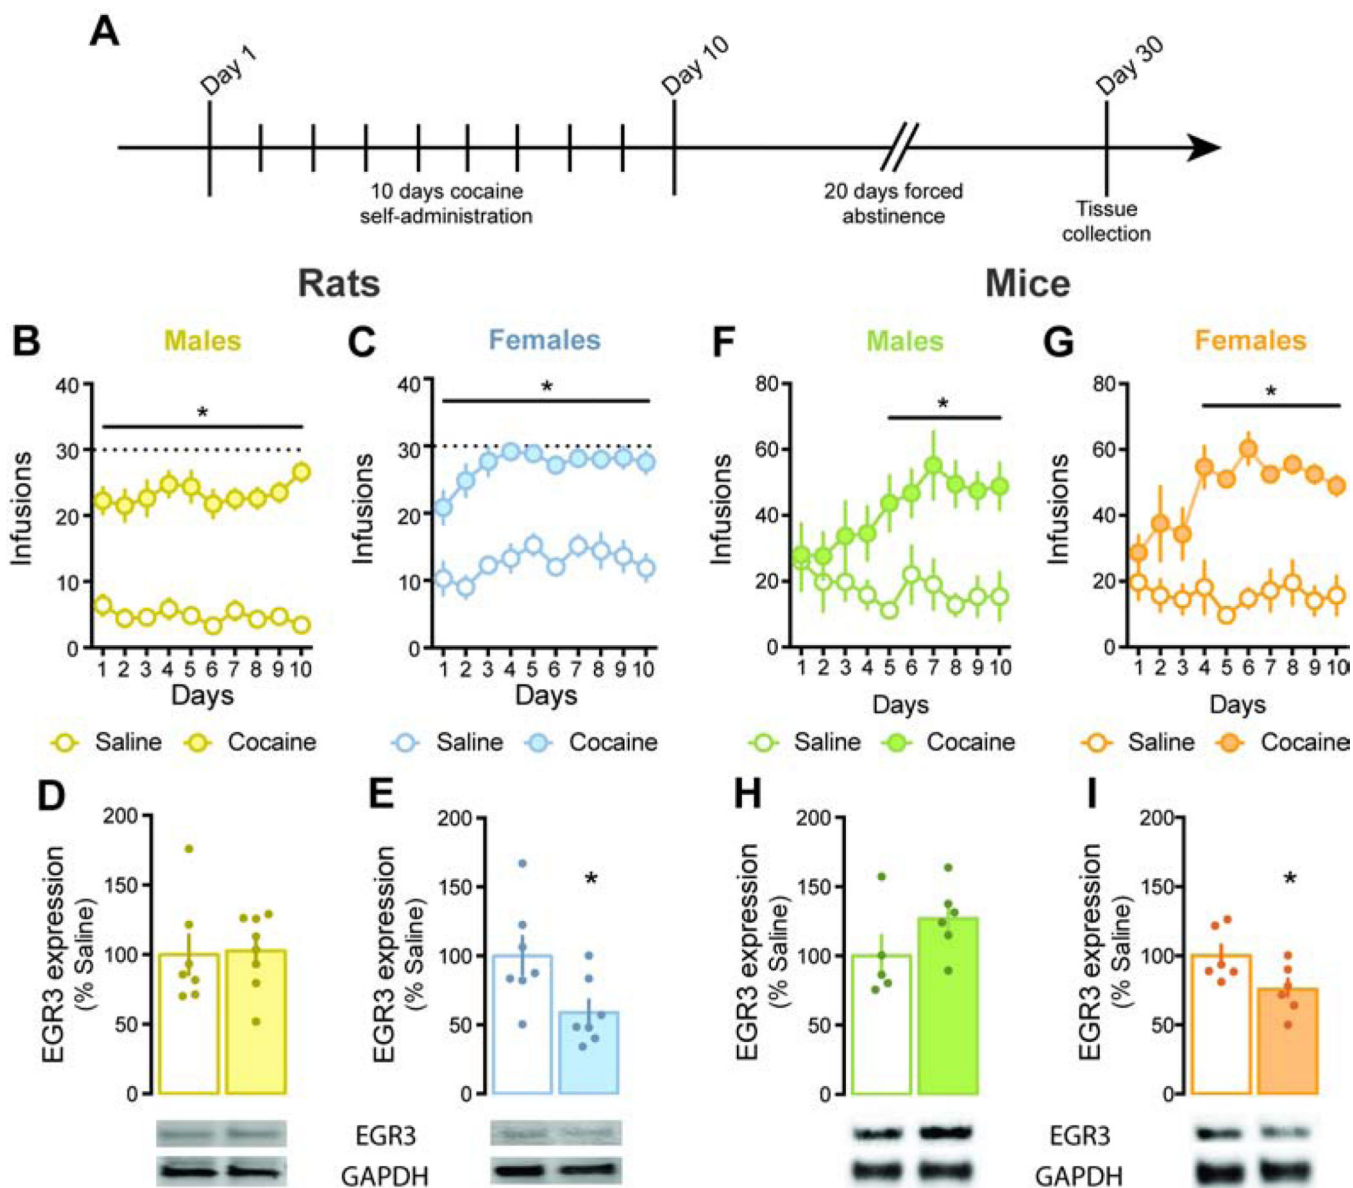 A
Day 1
Day 10
Day 30
10 days cocaine
self-administration
20 days forced
abstinence
Tissue
collection
Rats
Mice
B
Males
C
Females
F
Males
G
Females
40
30
20
10
0
Infusions
*
1 2 3 4 5 6 7 8 9 10
Days
Saline
Cocaine
40
30
20
10
0
Infusions
*
1 2 3 4 5 6 7 8 9 10
Days
Saline
Cocaine
80
60
40
20
0
Infusions
*
1 2 3 4 5 6 7 8 9 10
Days
Saline
Cocaine
80
60
40
20
0
Infusions
*
1 2 3 4 5 6 7 8 9 10
Days
Saline
Cocaine
D
200
150
100
50
0
EGR3 expression
(% Saline)
E
200
150
100
50
0
EGR3 expression
(% Saline)
*
H
200
150
100
50
0
EGR3 expression
(% Saline)
I
200
150
100
50
0
EGR3 expression
(% Saline)
*
EGR3
GAPDH
EGR3
GAPDH